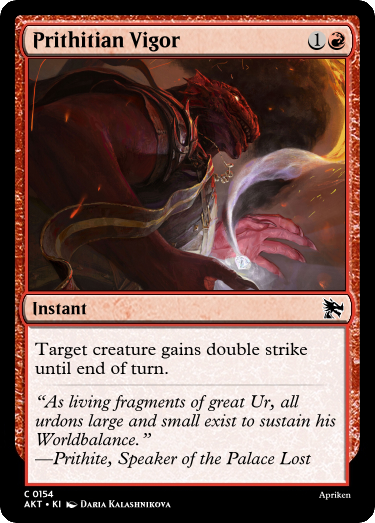 Prithitian Vigor 1
Instant
Target creature gains double strike
until end of turn.
“As living fragments of great Ur, all
urdons large and small exist to sustain his
Worldbalance.”
—Prithite, Speaker of the Palace Lost
C 0154
Apriken
AKT • KI Daria Kalashnikova